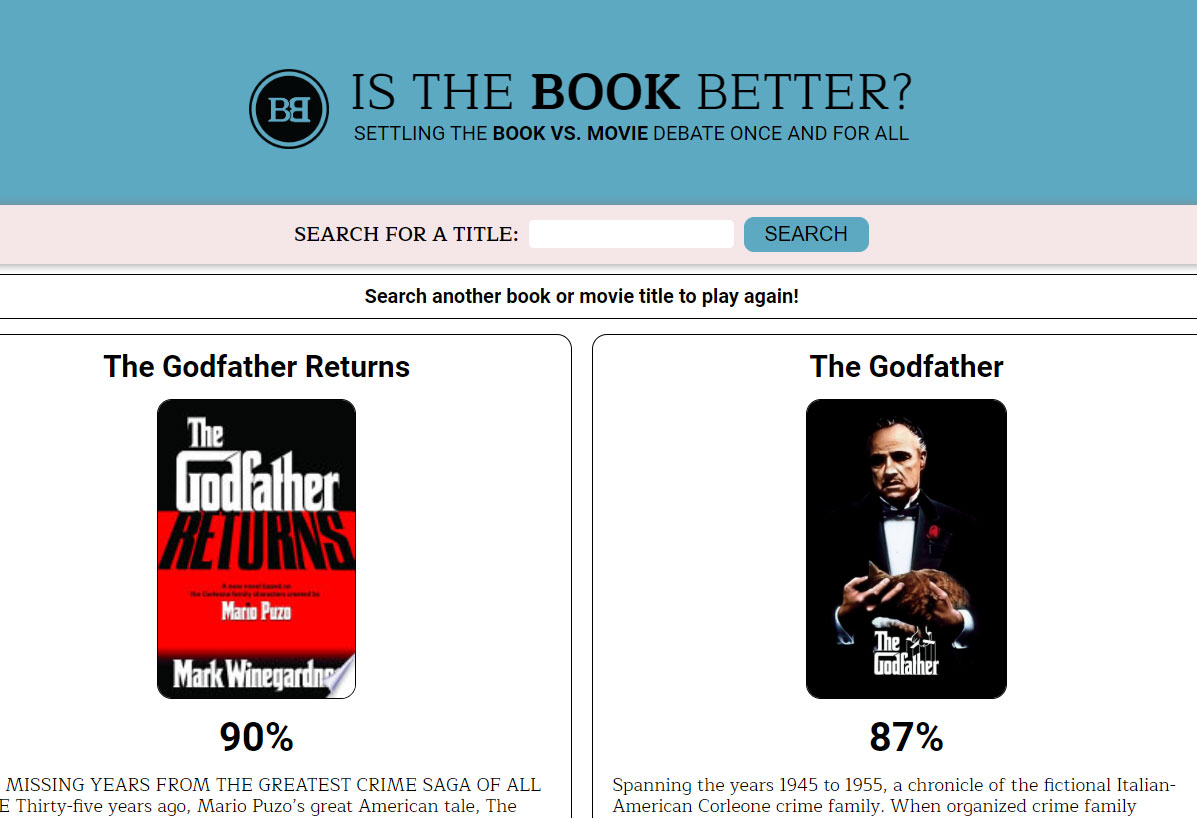 BB
IS THE BOOK BETTER?
SETTLING THE BOOK VS. MOVIE DEBATE ONCE AND FOR ALL
SEARCH FOR A TITLE: SEARCH
Search another book or movie title to play again!
The Godfather Returns
The
Godfather
RETURNS
A new novel based on
the Corleone family characters created by
Mario Puzo
Mark Winegardne
90%
MISSING YEARS FROM THE GREATEST CRIME SAGA OF ALL
E Thirty-five years ago, Mario Puzo’s great American tale, The
The Godfather
The
Godfather
87%
Spanning the years 1945 to 1955, a chronicle of the fictional Italian-
American Corleone crime family. When organized crime family